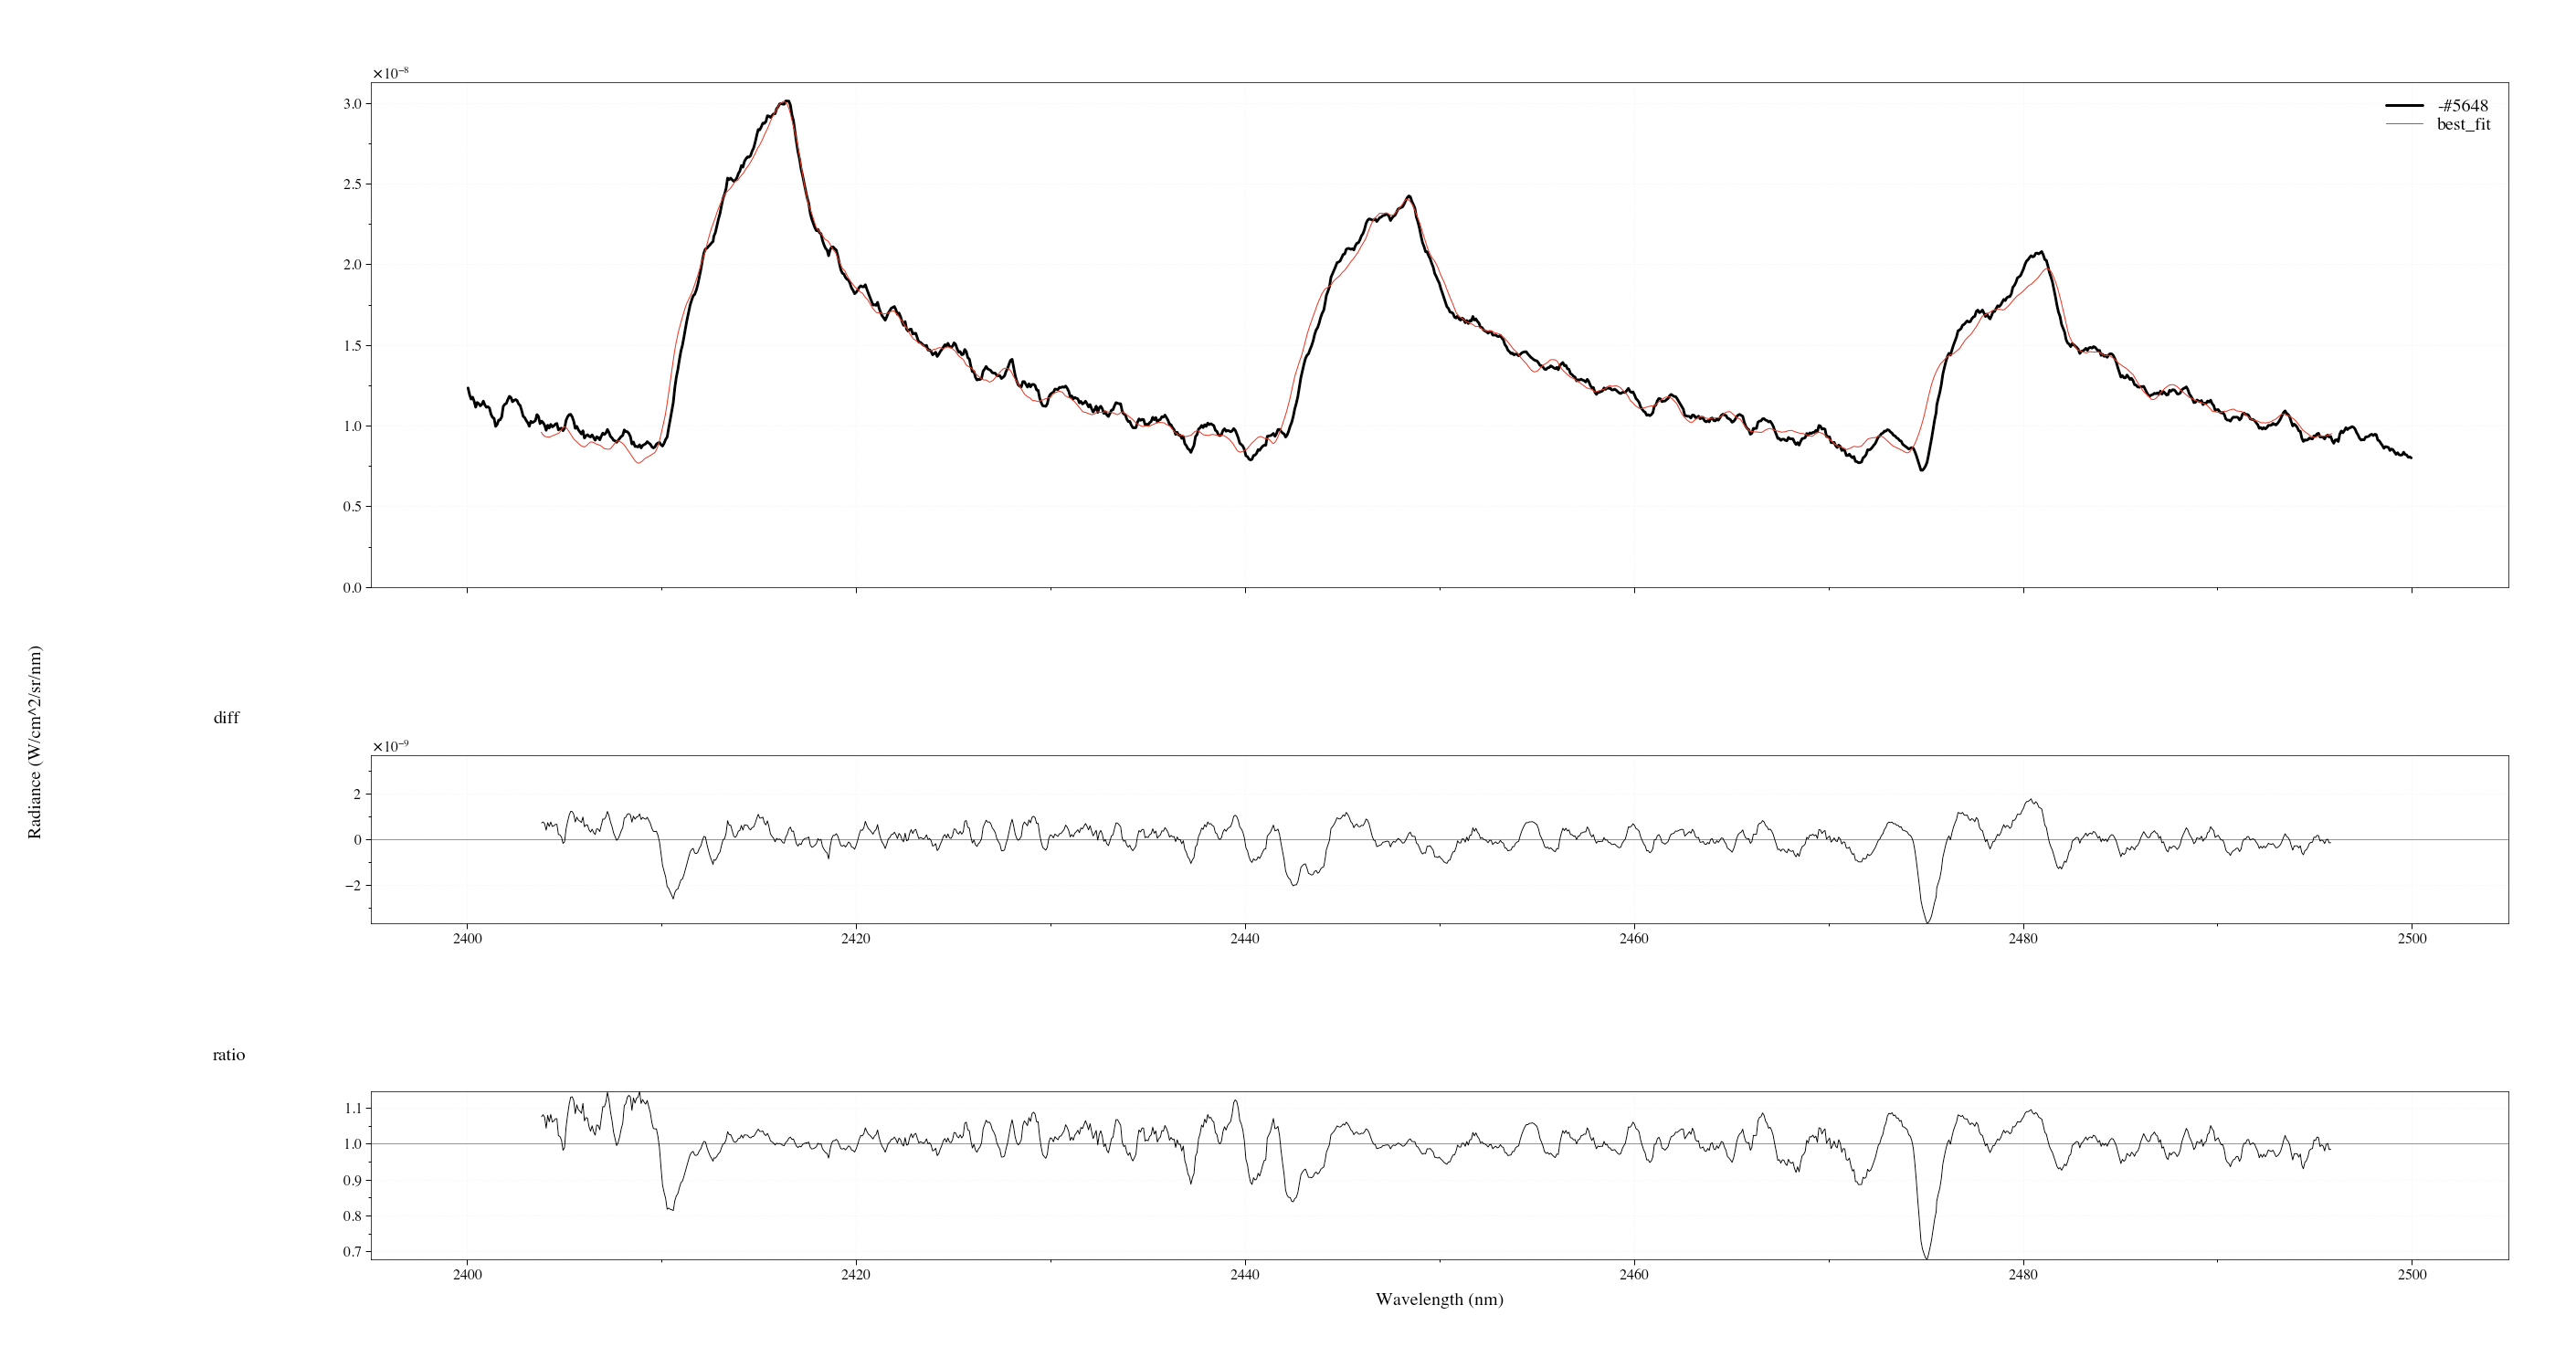 ×10⁻⁸
3.0
2.5
2.0
1.5
1.0
0.5
0.0
-#5648
best_fit
Radiance (W/cm^2/sr/nm)
diff
×10⁻⁹
2
0
−2
2400 2420 2440 2460 2480 2500
ratio
1.1
1.0
0.9
0.8
0.7
2400 2420 2440 2460 2480 2500
Wavelength (nm)